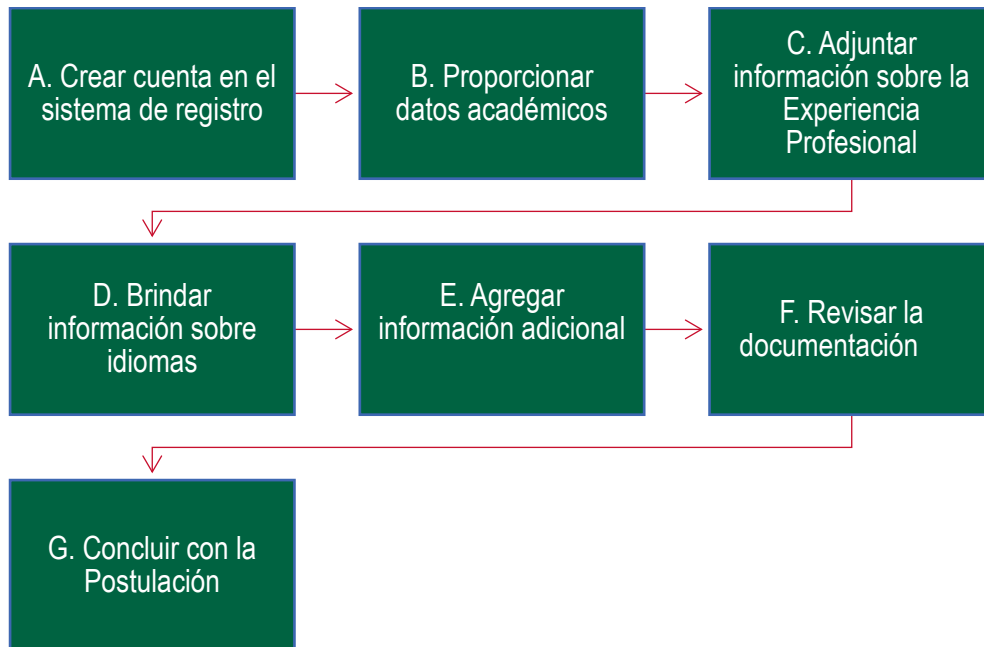 A. Crear cuenta en el
sistema de registro
B. Proporcionar
datos académicos
C. Adjuntar
información sobre la
Experiencia
Profesional
D. Brindar
información sobre
idiomas
E. Agregar
información adicional
F. Revisar la
documentación
G. Concluir con la
Postulación